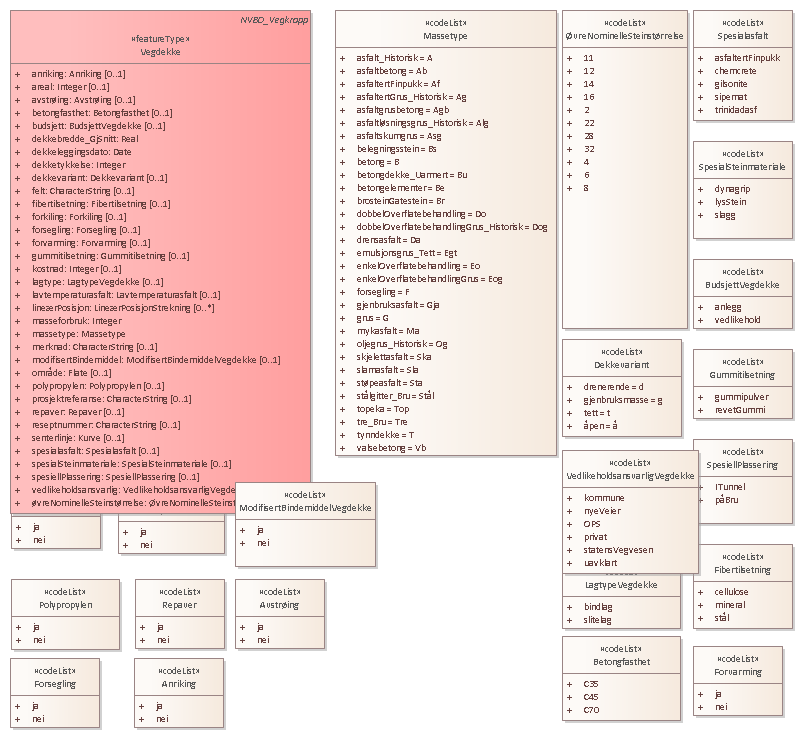 NVBD_Vegkropp
«featureType»
Vegdekke
+ anriking: Anriking [0..1]
+ areal: Integer [0..1]
+ avstrøing: Avstrøing [0..1]
+ betongfasthet: Betongfasthet [0..1]
+ budsjett: BudsjettVegdekke [0..1]
+ dekkebredde_GjSnitt: Real
+ dekkeleggingsdato: Date
+ dekketykkelse: Integer
+ dekkevariant: Dekkevariant [0..1]
+ felt: CharacterString [0..1]
+ fibertilsetning: Fibertilsetning [0..1]
+ forkiling: Forkiling [0..1]
+ forsegling: Forsegling [0..1]
+ forvarming: Forvarming [0..1]
+ gummitilsetning: Gummitilsetning [0..1]
+ kostnad: Integer [0..1]
+ lagtype: LagtypeVegdekke [0..1]
+ lavtemperaturasfalt: Lavtemperaturasfalt [0..1]
+ lineærPosisjon: LineærPosisjonStrekning [0..*]
+ masseforbruk: Integer
+ massetype: Massetype
+ merknad: CharacterString [0..1]
+ modifisertBindemiddel: ModifisertBindemiddelVegdekke [0..1]
+ område: Flate [0..1]
+ polypropylen: Polypropylen [0..1]
+ prosjektreferanse: CharacterString [0..1]
+ repaver: Repaver [0..1]
+ reseptnummer: CharacterString [0..1]
+ senterlinje: Kurve [0..1]
+ spesialasfalt: Spesialasfalt [0..1]
+ spesialSteinmateriale: SpesialSteinmateriale [0..1]
+ spesiellPlassering: SpesiellPlassering [0..1]
+ vedlikeholdsansvarlig: VedlikeholdsansvarligVegde
+ øvreNominelleSteinstørrelse: ØvreNominelleSteinst
+ ja
+ nei
+ ja
+ nei
«codeList»
ModifisertBindemiddelVegdekke
+ ja
+ nei
«codeList»
Polypropylen
+ ja
+ nei
«codeList»
Repaver
+ ja
+ nei
«codeList»
Avstrøing
+ ja
+ nei
«codeList»
Forsegling
+ ja
+ nei
«codeList»
Anriking
+ ja
+ nei
«codeList»
Massetype
+ asfalt_Historisk = A
+ asfaltbetong = Ab
+ asfaltertFinpukk = Af
+ asfaltertGrus_Historisk = Ag
+ asfaltgrusbetong = Agb
+ asfaltløsningsgrus_Historisk = Alg
+ asfaltskumgrus = Asg
+ belegningsstein = Bs
+ betong = B
+ betongdekke_Uarmert = Bu
+ betongelementer = Be
+ brosteinGatestein = Br
+ dobbelOverflatebehandling = Do
+ dobbelOverflatebehandlingGrus_Historisk = Dog
+ drensasfalt = Da
+ emulsjonsgrus_Tett = Egt
+ enkelOverflatebehandling = Eo
+ enkelOverflatebehandlingGrus = Eog
+ forsegling = F
+ gjenbruksasfalt = Gja
+ grus = G
+ mykasfalt = Ma
+ oljegrus_Historisk = Og
+ skjelettasfalt = Ska
+ slamasfalt = Sla
+ støpeasfalt = Sta
+ stålgitter_Bru = Stål
+ topeka = Top
+ tre_Bru = Tre
+ tynndekke = T
+ valsebetong = Vb
«codeList»
ØvreNominelleSteinstørrelse
+ 11
+ 12
+ 14
+ 16
+ 2
+ 22
+ 28
+ 32
+ 4
+ 6
+ 8
«codeList»
Dekkevariant
+ drenerende = d
+ gjenbruksmasse = g
+ tett = t
+ åpen = å
«codeList»
VedlikeholdsansvarligVegdekke
+ kommune
+ nyeVeier
+ OPS
+ privat
+ statensVegvesen
+ uavklart
LagtypeVegdekke
+ bindlag
+ slitelag
«codeList»
Betongfasthet
+ C35
+ C45
+ C70
«codeList»
Spesialasfalt
+ asfaltertFinpukk
+ chemcrete
+ gilsonite
+ sipemat
+ trinidadasf
«codeList»
SpesialSteinmateriale
+ dynagrip
+ lysStein
+ slagg
«codeList»
BudsjettVegdekke
+ anlegg
+ vedlikehold
«codeList»
Gummitilsetning
+ gummipulver
+ revetGummi
«codeList»
SpesiellPlassering
+ ITunnel
+ påBru
«codeList»
Fibertilsetning
+ cellulose
+ mineral
+ stål
«codeList»
Forvarming
+ ja
+ nei